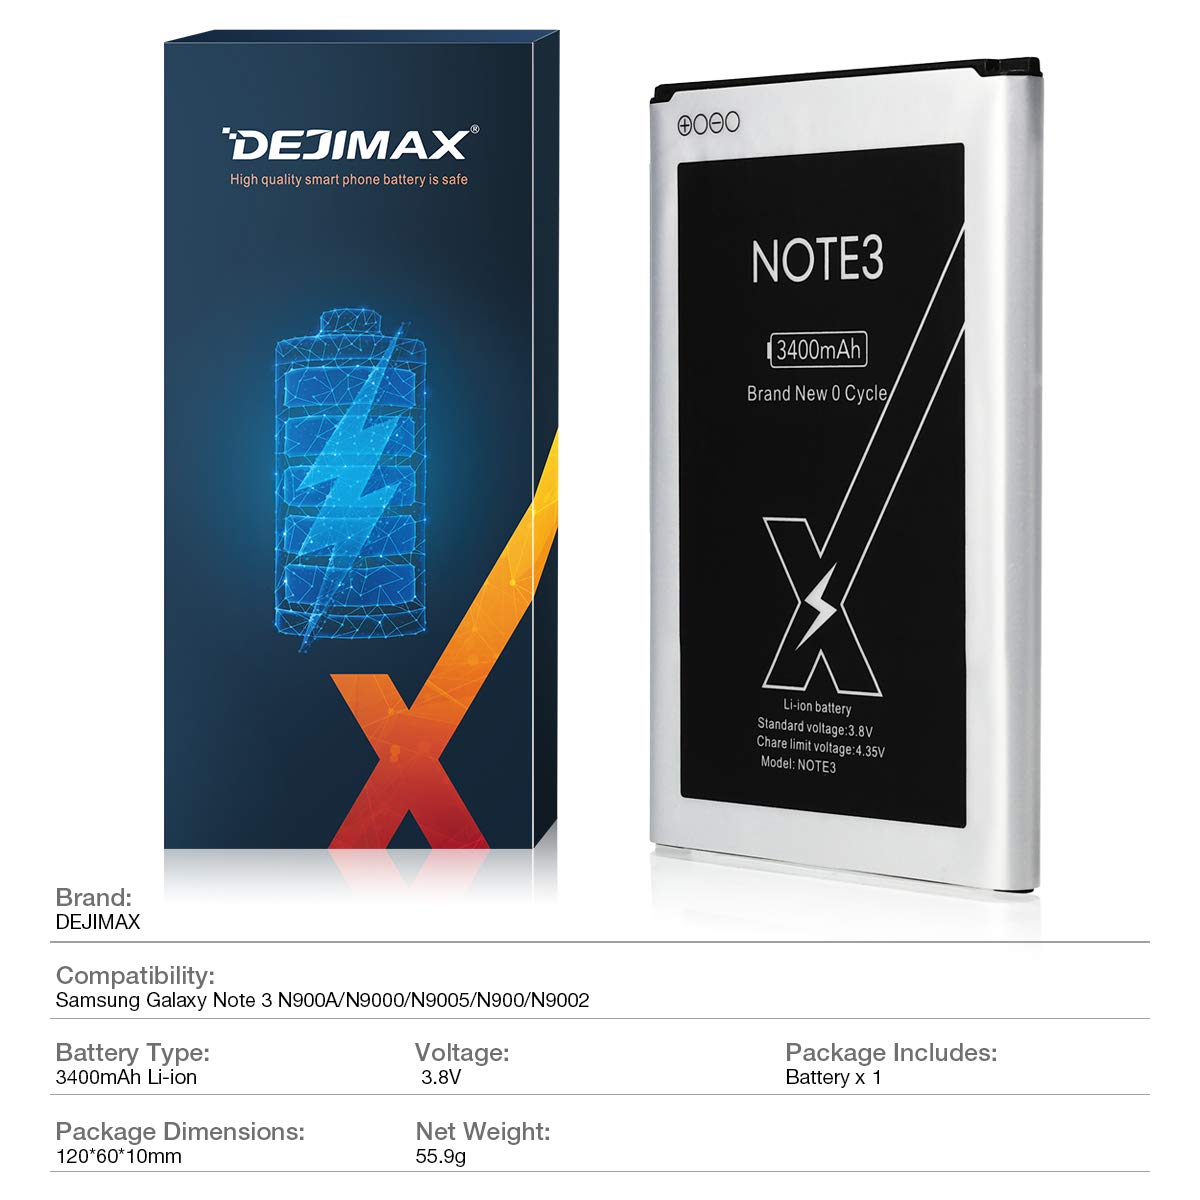 DEJIMAX®
High quality smart phone battery is safe
NOTE3
3400mAh
Brand New 0 Cycle
Li-ion battery
Standard voltage:3.8V
Chare limit voltage:4.35V
Model: NOTE3
Brand:
DEJIMAX
Compatibility:
Samsung Galaxy Note 3 N900A/N9000/N9005/N900/N9002
Battery Type:
3400mAh Li-ion
Voltage:
3.8V
Package Includes:
Battery x 1
Package Dimensions:
120*60*10mm
Net Weight:
55.9g